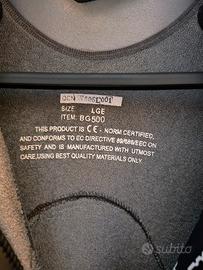 SIZE LGE
ITEM: BG500
THIS PRODUCT IS CE - NORM CERTIFIED,
AND CONFORMS TO EC DIRECTIVE 89/686/EEC ON
SAFETY AND IS MANUFACTURED WITH UTMOST
CARE,USING BEST QUALITY MATERIALS ONLY.
subito